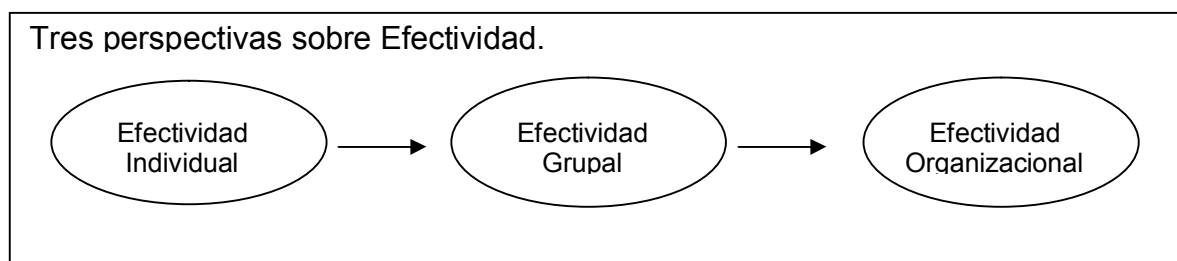 Tres perspectivas sobre Efectividad.
Efectividad
Individual
Efectividad
Grupal
Efectividad
Organizacional